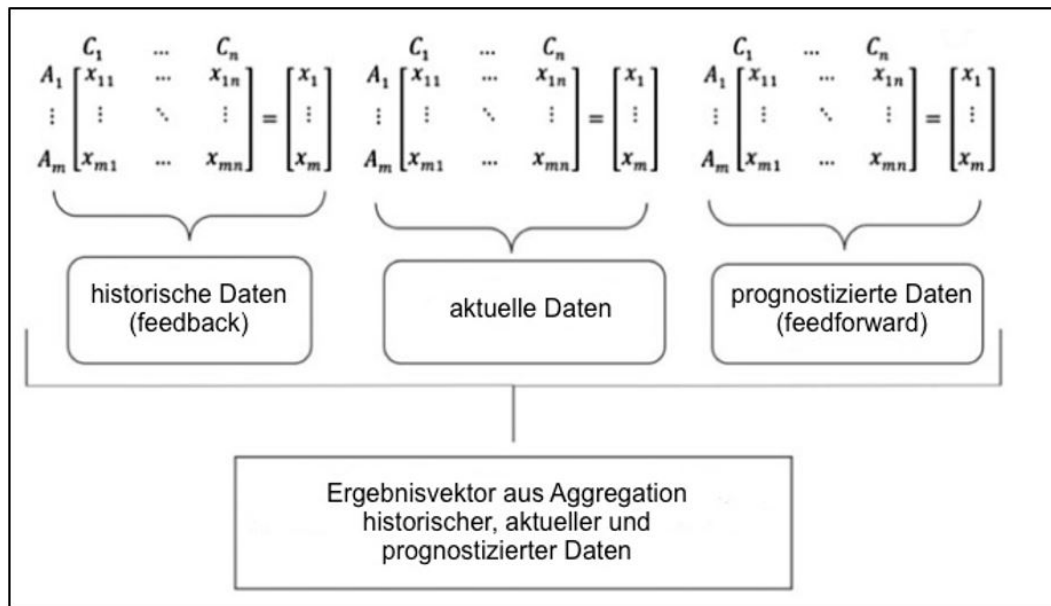 C₁ ... Cₙ C₁ ... Cₙ C₁ ... Cₙ
A₁ [x₁₁ ... x₁ₙ] [x₁] A₁ [x₁₁ ... x₁ₙ] [x₁] A₁ [x₁₁ ... x₁ₙ] [x₁]
⋮ [⋮ ⋱ ⋮] = [⋮] ⋮ [⋮ ⋱ ⋮] = [⋮] ⋮ [⋮ ⋱ ⋮] = [⋮]
Aₘ [xₘ₁ ... xₘₙ] [xₘ] Aₘ [xₘ₁ ... xₘₙ] [xₘ] Aₘ [xₘ₁ ... xₘₙ] [xₘ]
historische Daten
(feedback)
aktuelle Daten
prognostizierte Daten
(feedforward)
Ergebnisvektor aus Aggregation
historischer, aktueller und
prognostizierter Daten